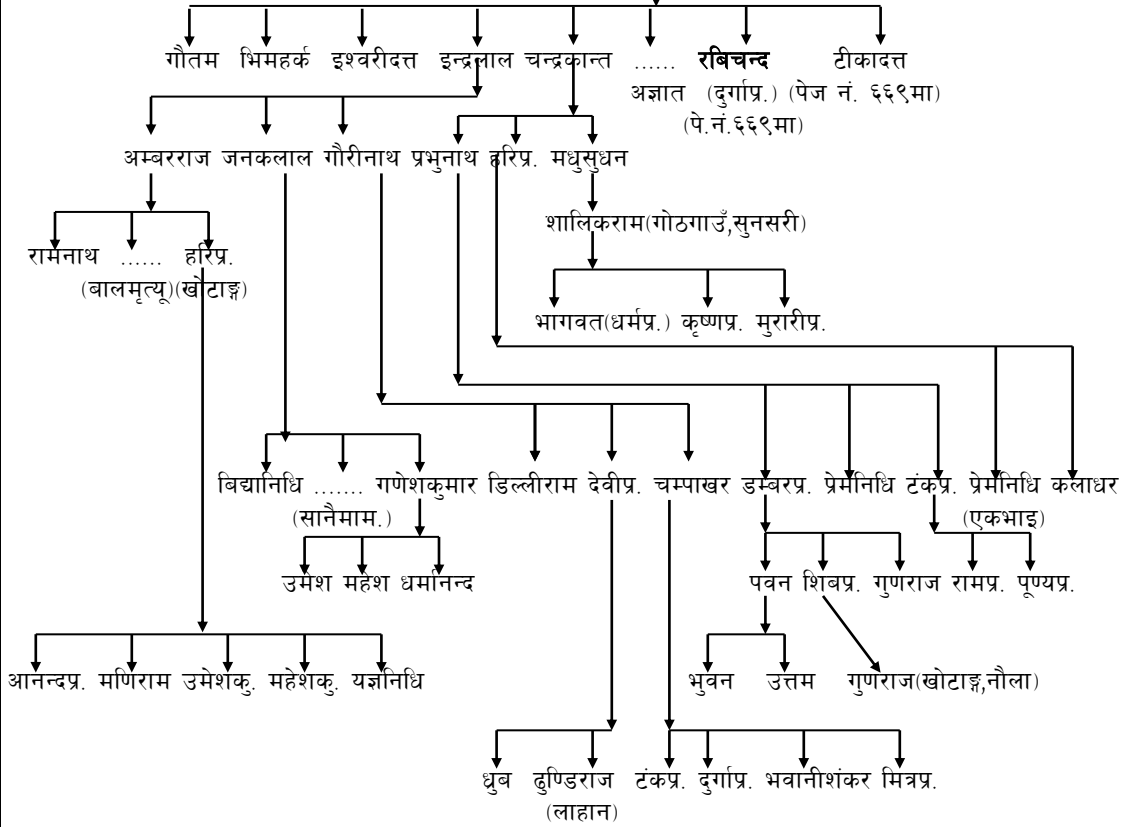 गौतम भिमहर्क इश्वरीदत्त इन्द्रलाल चन्द्रकान्त ...... रबिचन्द टीकादत्त
अज्ञात (दुर्गाप्र.) (पेज नं. ६६९मा)
(पे.नं.६६९मा)
अम्बरराज जनकलाल गौरीनाथ प्रभुनाथ हरिप्र. मधुसुधन
शालिकराम(गोठगाउँ,सुनसरी)
रामनाथ ...... हरिप्र.
(बालमृत्यू)(खोटाङ्ग)
भागवत(धर्मप्र.) कृष्णप्र. मुरारीप्र.
बिद्यानिधि ....... गणेशकुमार डिल्लीराम देवीप्र. चम्पाखर डम्बरप्र. प्रेमनिधि टंकप्र. प्रेमनिधि कलाधर
(सानैमाम.) (एकभाइ)
उमेश महेश धर्मानन्द पवन शिबप्र. गुणराज रामप्र. पूण्यप्र.
आनन्दप्र. मणिराम उमेशकु. महेशकु. यज्ञनिधि भुवन उत्तम गुणराज(खोटाङ्ग,नौला)
ध्रुब ढुण्डिराज टंकप्र. दुर्गाप्र. भवानीशंकर मित्रप्र.
(लाहान)